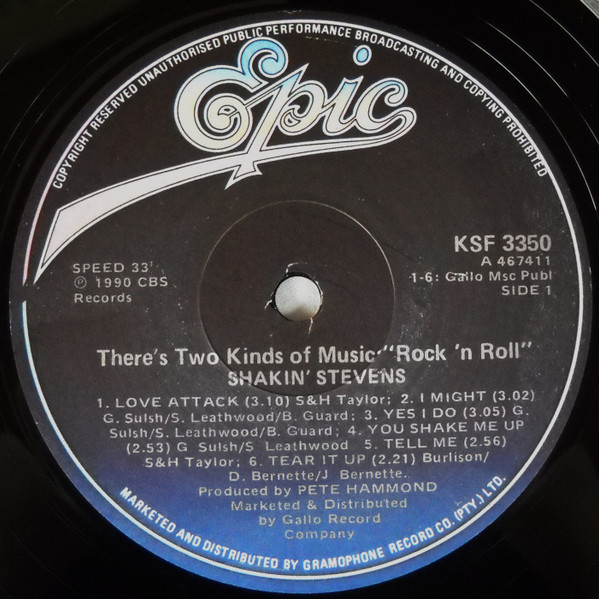 COPYRIGHT RESERVED UNAUTHORISED PUBLIC PERFORMANCE BROADCASTING AND COPYING PROHIBITED
Epic
KSF 3350
A 467411
1-6: Gallo Msc Publ
SIDE 1
SPEED 33⅓
℗ 1990 CBS
Records
There's Two Kinds of Music: "Rock 'n Roll"
SHAKIN' STEVENS
1. LOVE ATTACK (3.10) S&H Taylor; 2. I MIGHT (3.02)
G. Sulsh/S. Leathwood/B. Guard; 3. YES I DO (3.05) G.
Sulsh/S. Leathwood/B. Guard; 4. YOU SHAKE ME UP
(2.53) G Sulsh/S Leathwood 5. TELL ME (2.56)
S&H Taylor; 6. TEAR IT UP (2.21) Burlison/
D. Bernette/J Bernette.
Produced by PETE HAMMOND
Marketed & Distributed
by Gallo Record
Company
MARKETED AND DISTRIBUTED BY GRAMOPHONE RECORD CO. (PTY.) LTD.